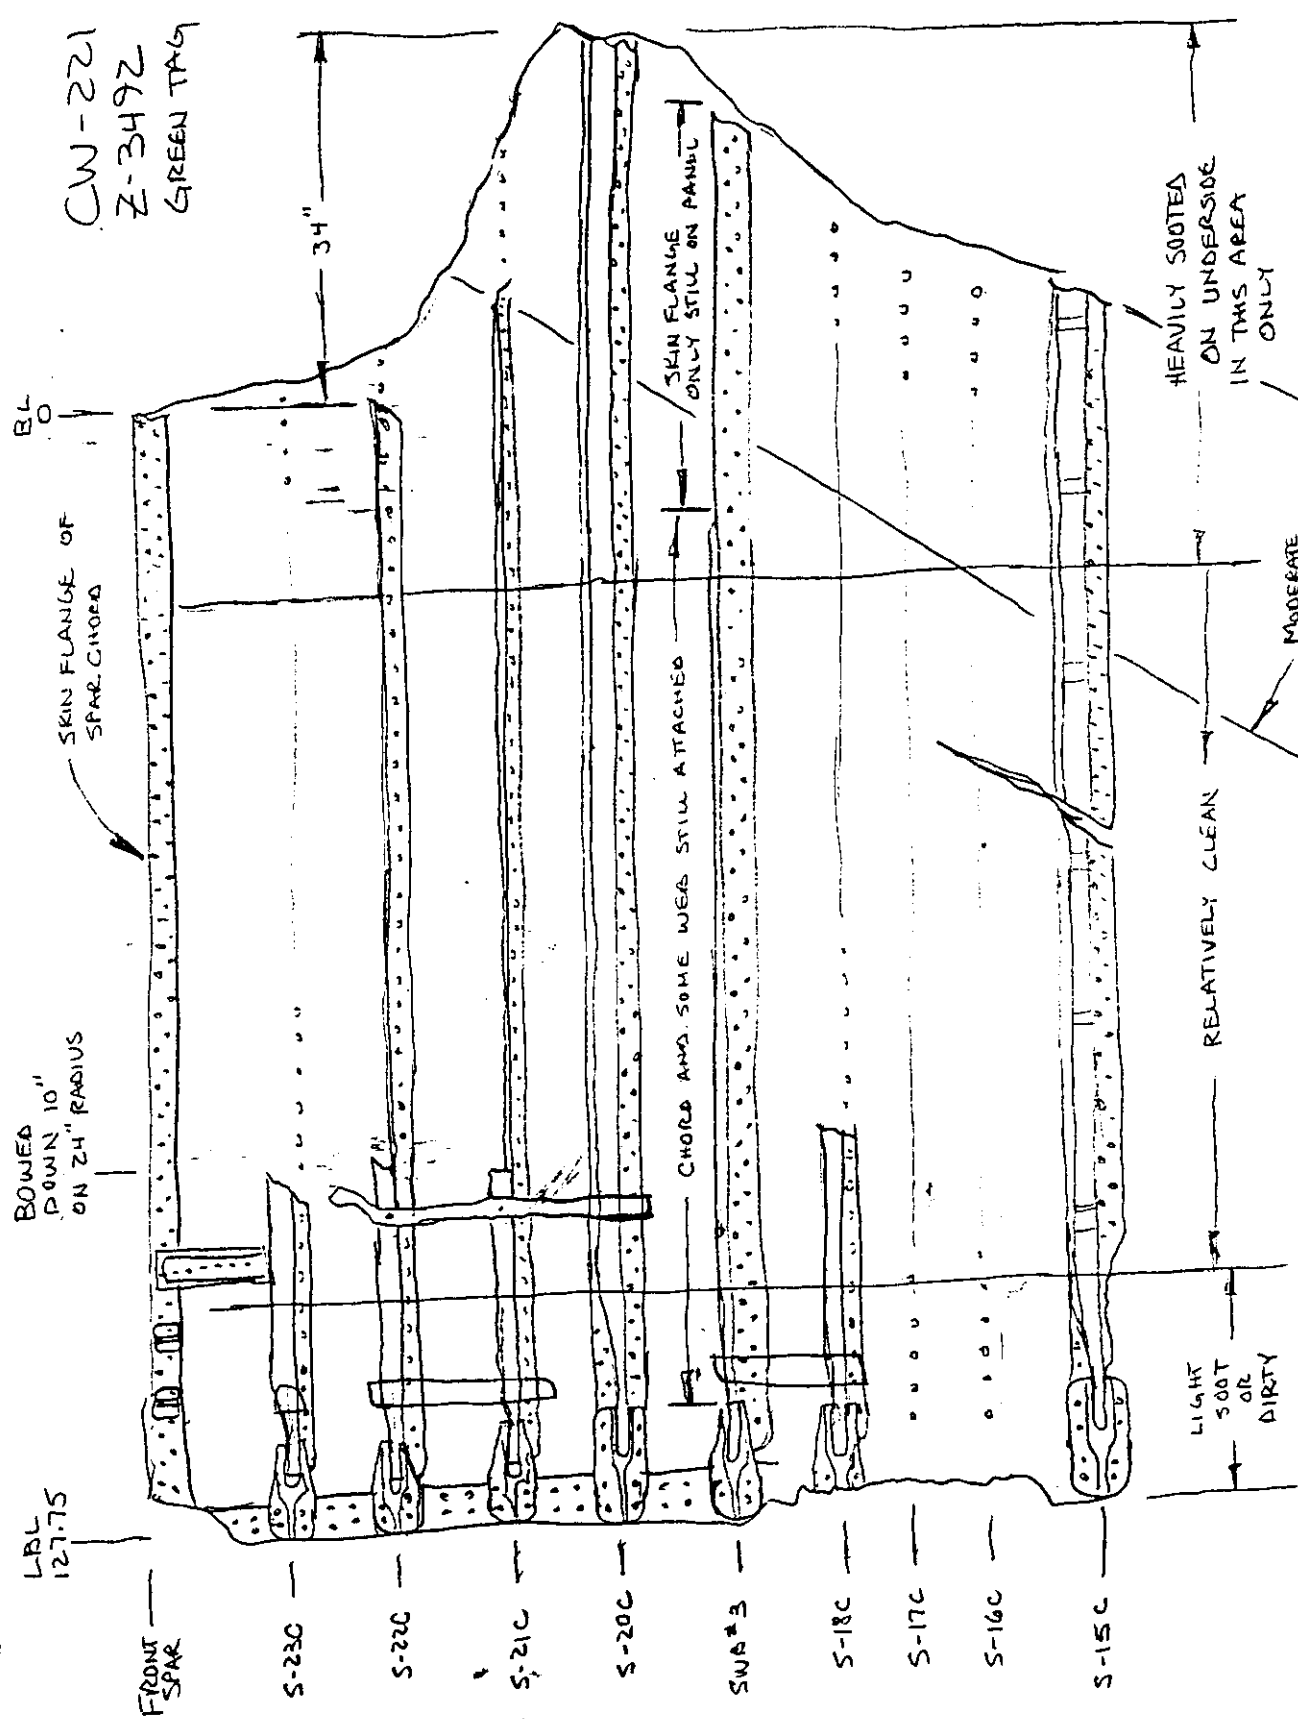 CW-221
Z-3492
GREEN TAG
BL
0
34"
SKIN FLANGE OF
SPAR CHORD
BOWED
DOWN 10"
ON 24" RADIUS
LBL
127.75
FRONT
SPAR
S-23C
S-22C
S-21C
S-20C
SWB#3
S-18C
S-17C
S-16C
S-15C
SKIN FLANGE
ONLY STILL ON PANEL
CHORD AND SOME WEB STILL ATTACHED
HEAVILY SOOTED
ON UNDERSIDE
IN THIS AREA
ONLY
MODERATE
RELATIVELY CLEAN
LIGHT
SOOT
OR
DIRTY